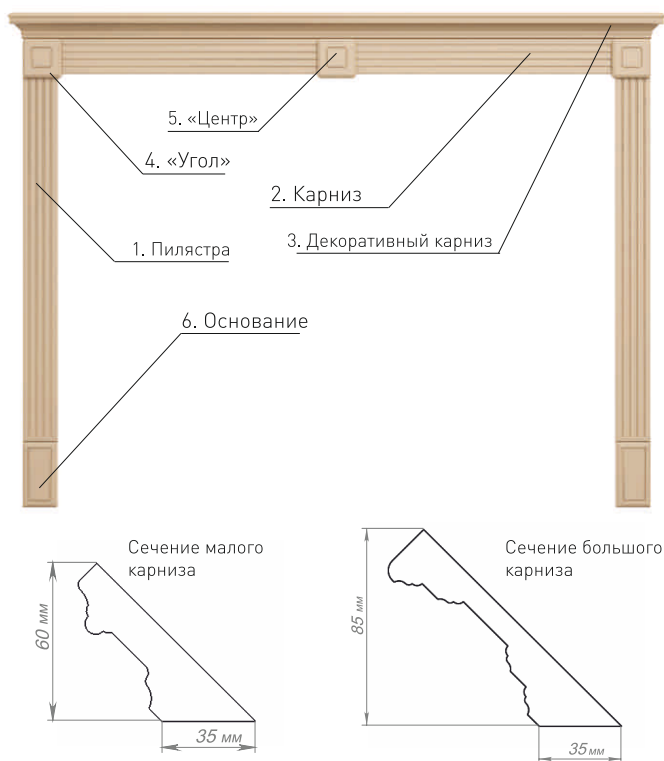 5. «Центр»
4. «Угол»
2. Карниз
3. Декоративный карниз
1. Пилястра
6. Основание
Сечение малого
карниза
60 мм
35 мм
Сечение большого
карниза
85 мм
35 мм